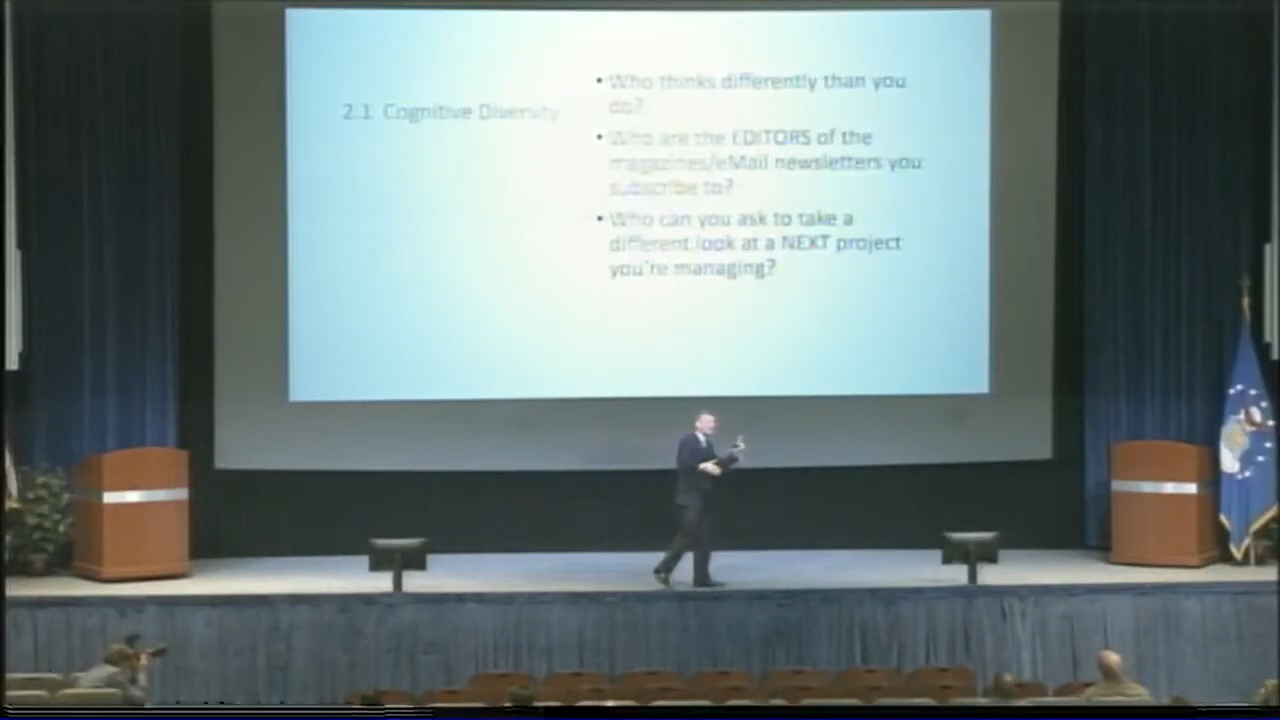 2.1 Cognitive Diversity
• Who thinks differently than you
do?
• Who are the EDITORS of the
magazines/eMail newsletters you
subscribe to?
• Who can you ask to take a
different look at a NEXT project
you're managing?